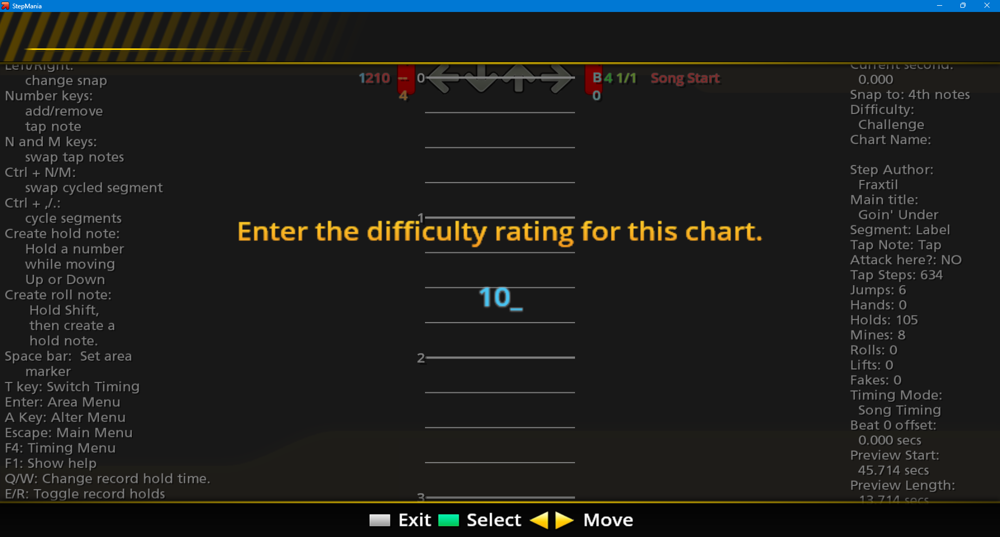 StepMania
Left/Right:
change snap
Number keys:
add/remove
tap note
N and M keys:
swap tap notes
Ctrl + N/M:
swap cycled segment
Ctrl + ,/.:
cycle segments
Create hold note:
Hold a number
while moving
Up or Down
Create roll note:
Hold Shift,
then create a
hold note.
Space bar:  Set area
marker
T key: Switch Timing
Enter: Area Menu
A Key: Alter Menu
Escape: Main Menu
F4: Timing Menu
F1: Show help
Q/W: Change record hold time.
E/R: Toggle record holds
1210 -- 0 B 4 1/1 Song Start
4 0
1
Enter the difficulty rating for this chart.
10_
2
3
Current second:
0.000
Snap to: 4th notes
Difficulty:
Challenge
Chart Name:
Step Author:
Fraxtil
Main title:
Goin' Under
Segment: Label
Tap Note: Tap
Attack here?: NO
Tap Steps: 634
Jumps: 6
Hands: 0
Holds: 105
Mines: 8
Rolls: 0
Lifts: 0
Fakes: 0
Timing Mode:
Song Timing
Beat 0 offset:
0.000 secs
Preview Start:
45.714 secs
Preview Length:
13.714 secs
Exit Select Move